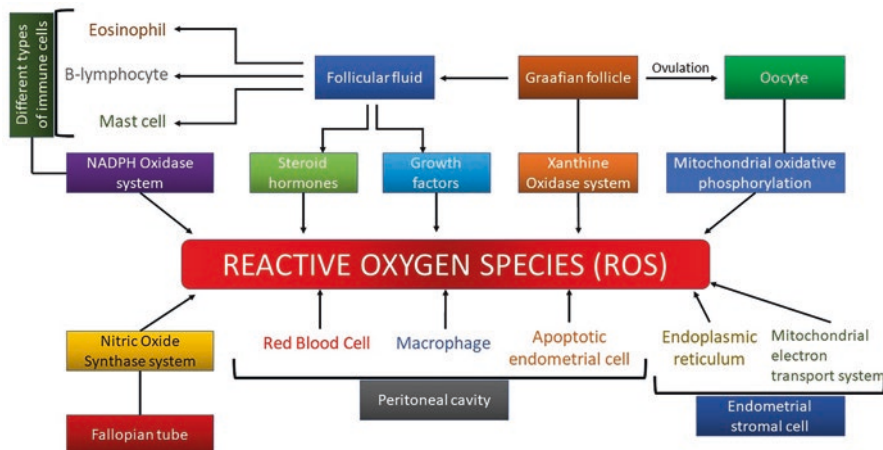 Different types
of immune cells
Eosinophil
B-lymphocyte
Mast cell
Follicular fluid
Graafian follicle
Ovulation
Oocyte
NADPH Oxidase
system
Steroid
hormones
Growth
factors
Xanthine
Oxidase system
Mitochondrial oxidative
phosphorylation
REACTIVE OXYGEN SPECIES (ROS)
Nitric Oxide
Synthase system
Red Blood Cell
Macrophage
Apoptotic
endometrial cell
Endoplasmic
reticulum
Mitochondrial
electron
transport system
Peritoneal cavity
Endometrial
stromal cell
Fallopian tube